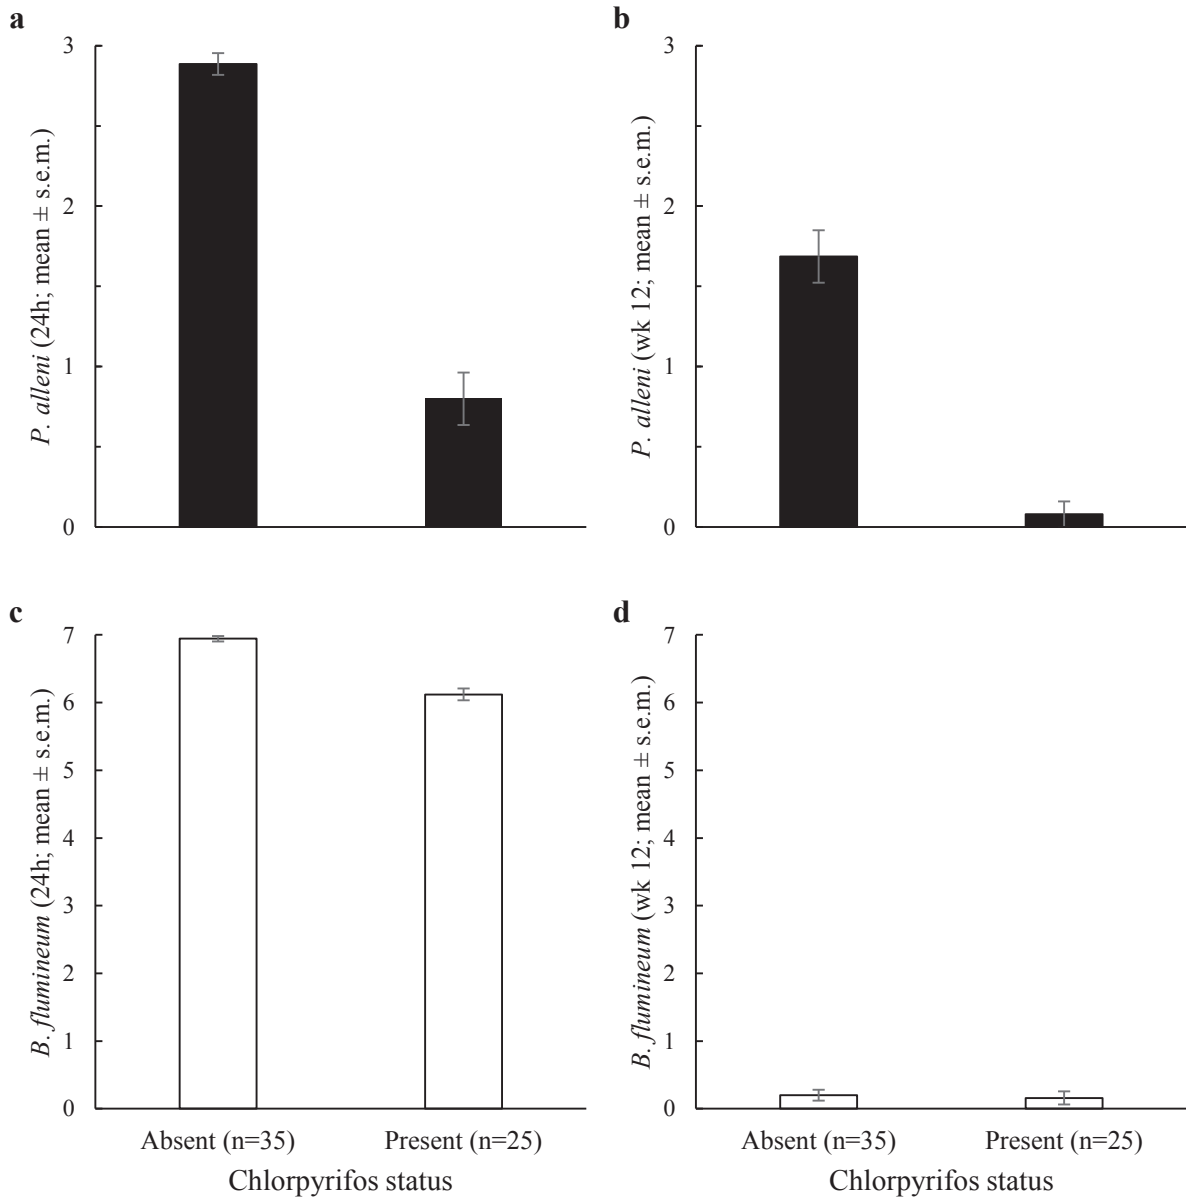 a
3
2
1
0
P. alleni (24h; mean ± s.e.m.)
b
3
2
1
0
P. alleni (wk 12; mean ± s.e.m.)
c
7
6
5
4
3
2
1
0
B. flumineum (24h; mean ± s.e.m.)
Absent (n=35)
Present (n=25)
Chlorpyrifos status
d
7
6
5
4
3
2
1
0
B. flumineum (wk 12; mean ± s.e.m.)
Absent (n=35)
Present (n=25)
Chlorpyrifos status